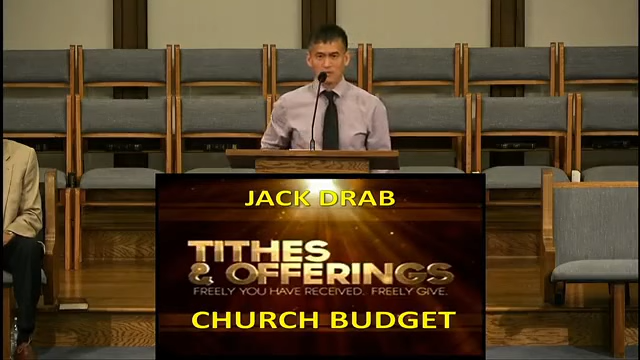 JACK DRAB
TITHES
& OFFERINGS
FREELY YOU HAVE RECEIVED. FREELY GIVE.
CHURCH BUDGET